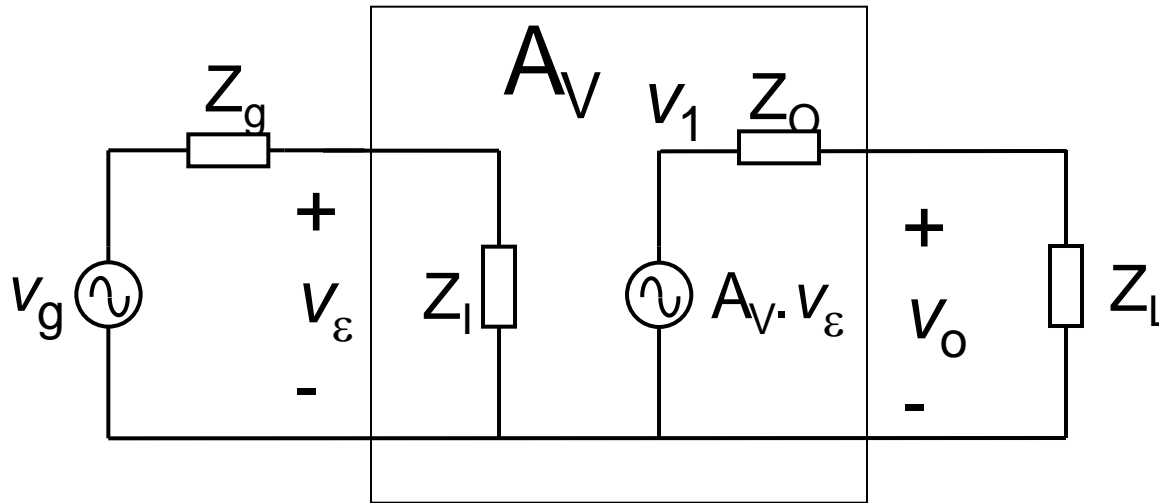 A_V
Z_g
v_1
Z_O
+
+
v_g
v_ε
Z_I
A_V · v_ε
v_o
Z_L
-
-